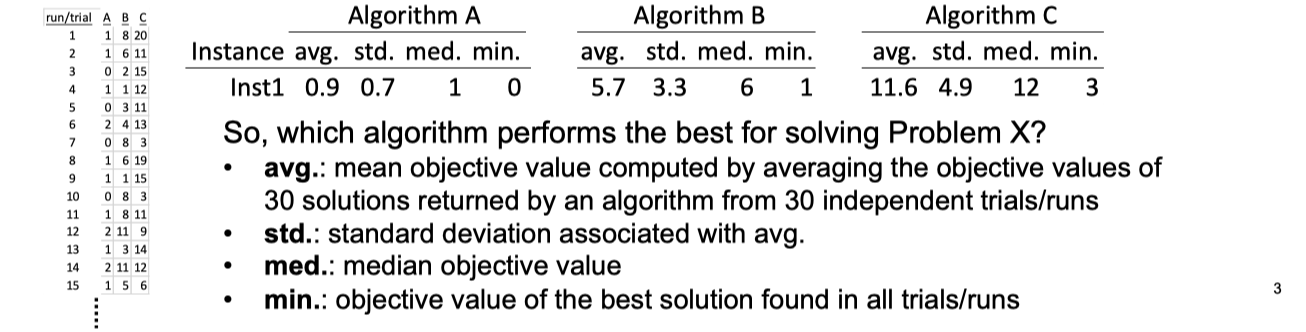 run/trial A B C
1 1 8 20
2 1 6 11
3 0 2 15
4 1 1 12
5 0 3 11
6 2 4 13
7 0 8 3
8 1 6 19
9 1 1 15
10 0 8 3
11 1 8 11
12 2 11 9
13 1 3 14
14 2 11 12
15 1 5 6
Algorithm A Algorithm B Algorithm C
Instance avg. std. med. min. avg. std. med. min. avg. std. med. min.
Inst1 0.9 0.7 1 0 5.7 3.3 6 1 11.6 4.9 12 3
So, which algorithm performs the best for solving Problem X?
• avg.: mean objective value computed by averaging the objective values of
30 solutions returned by an algorithm from 30 independent trials/runs
• std.: standard deviation associated with avg.
• med.: median objective value
• min.: objective value of the best solution found in all trials/runs
3